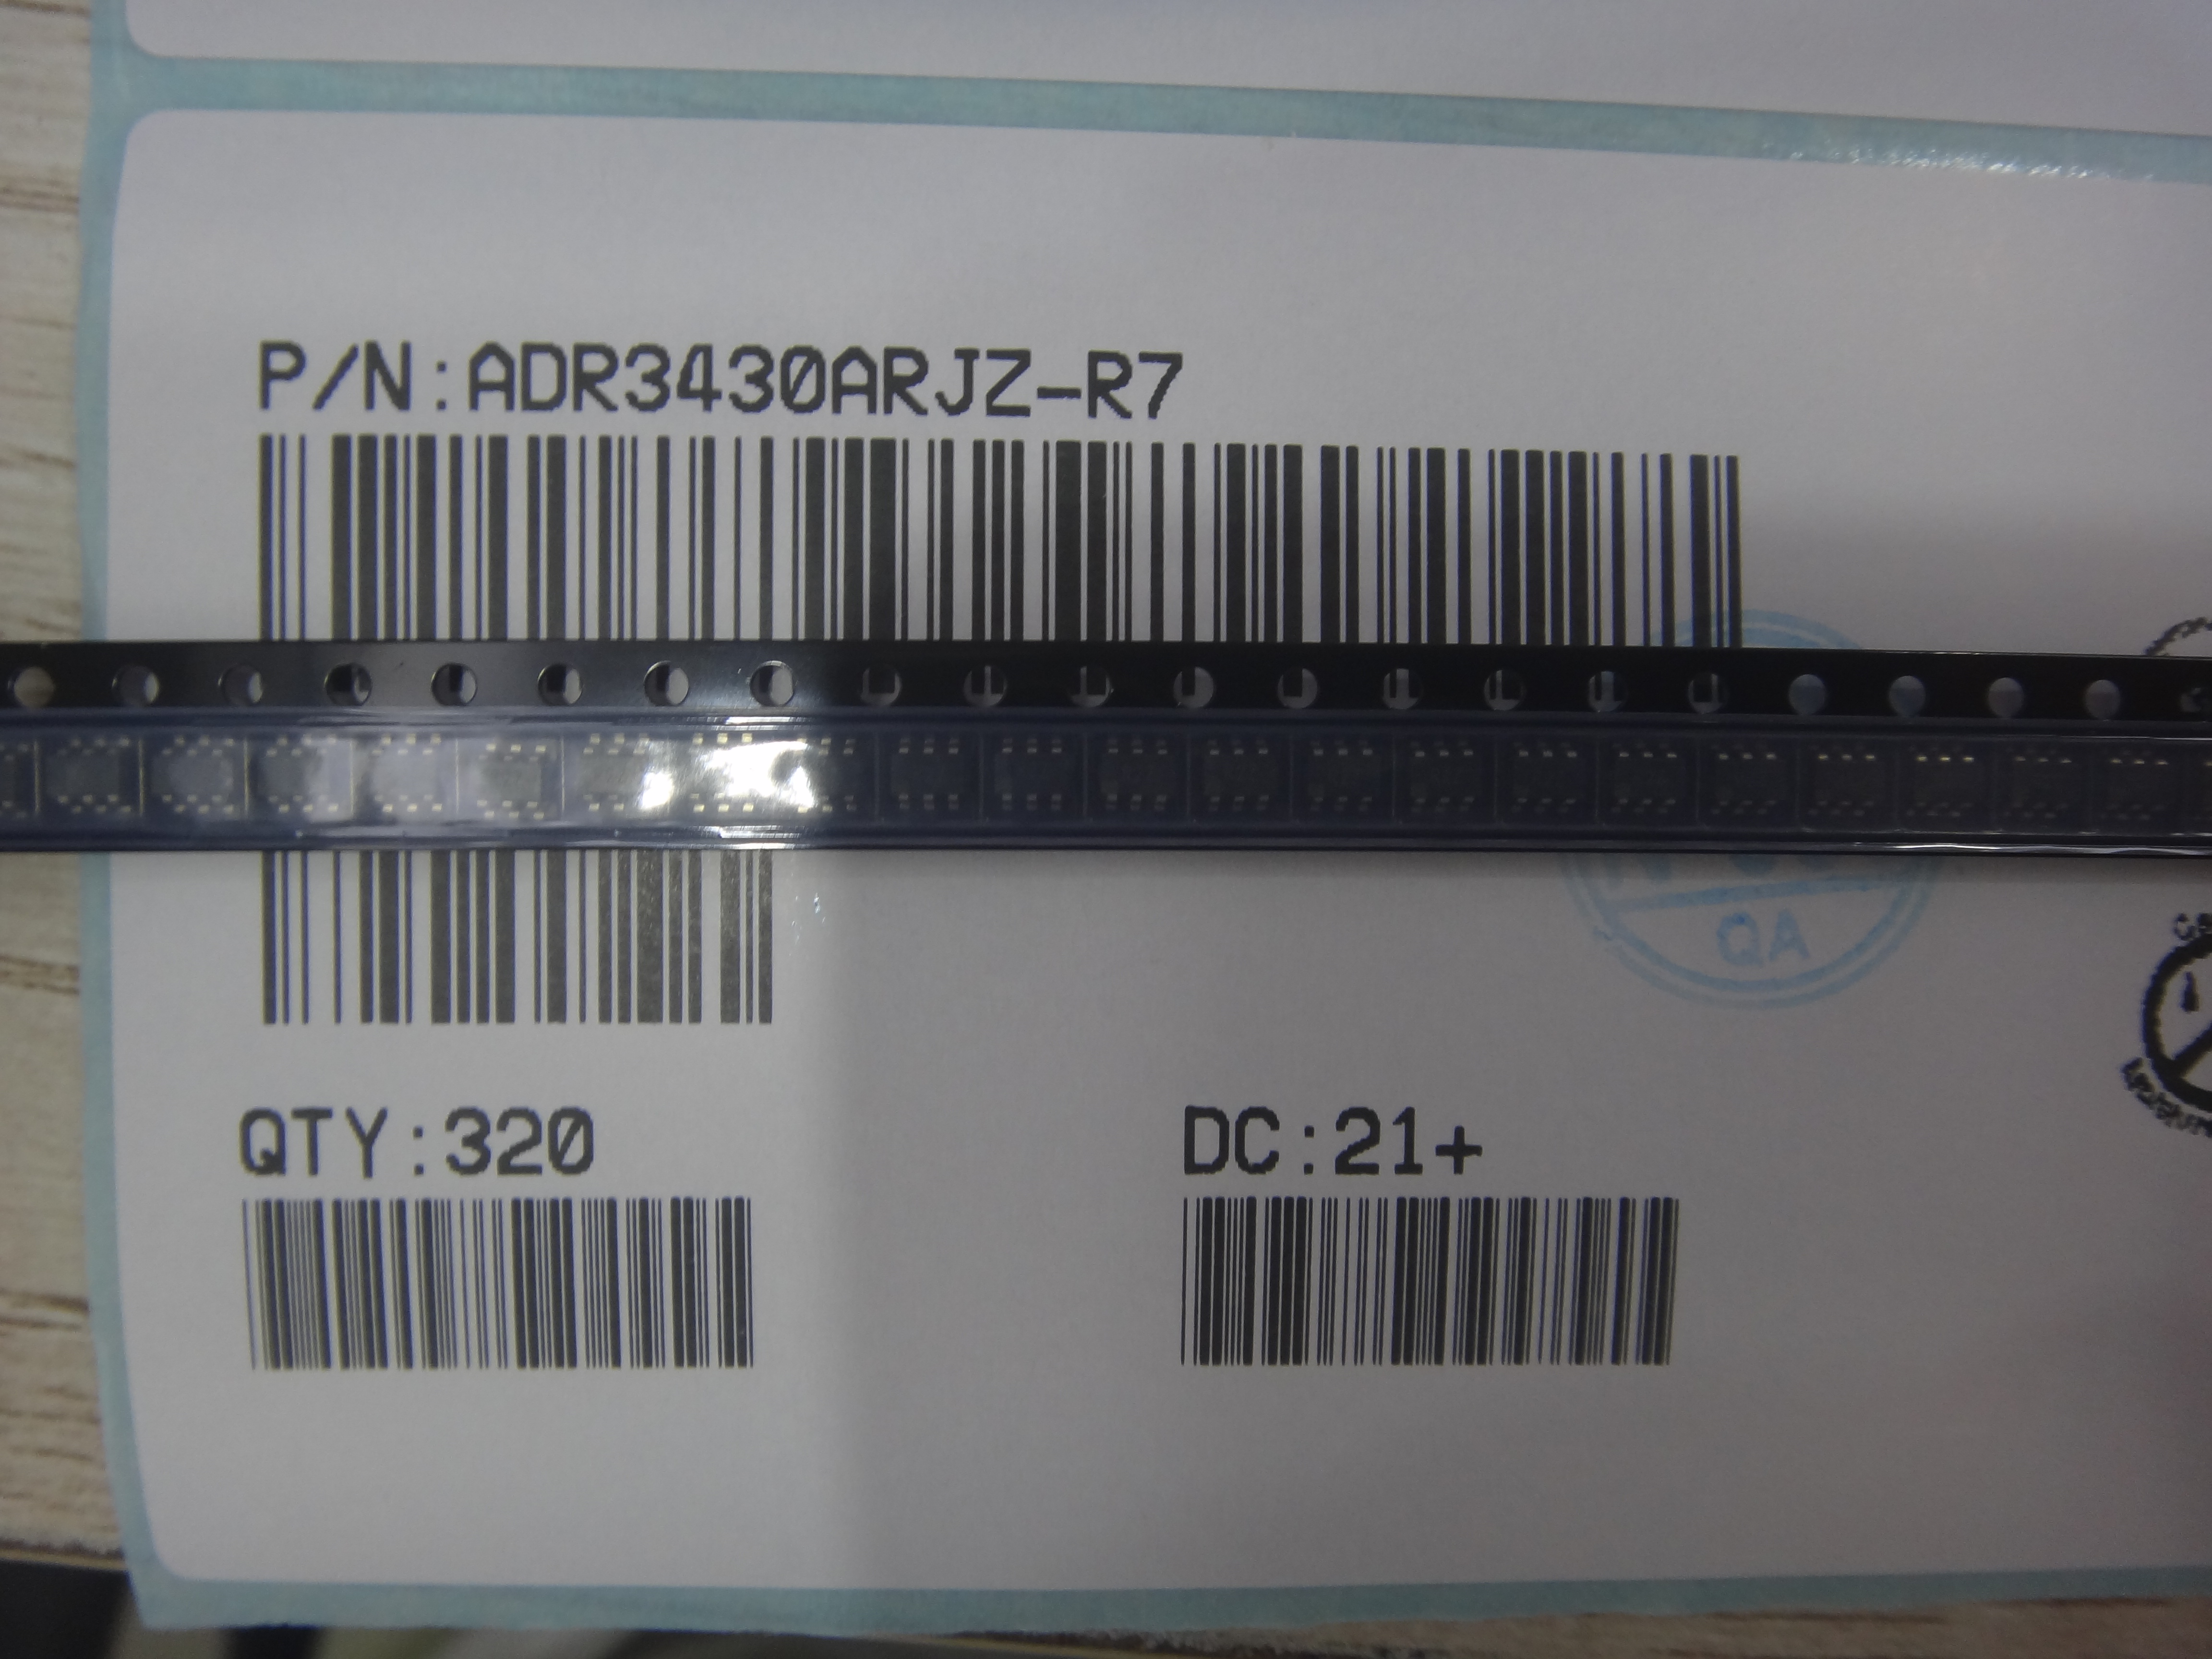 P/N:ADR3430ARJZ-R7
QA
QTY:320
DC:21+